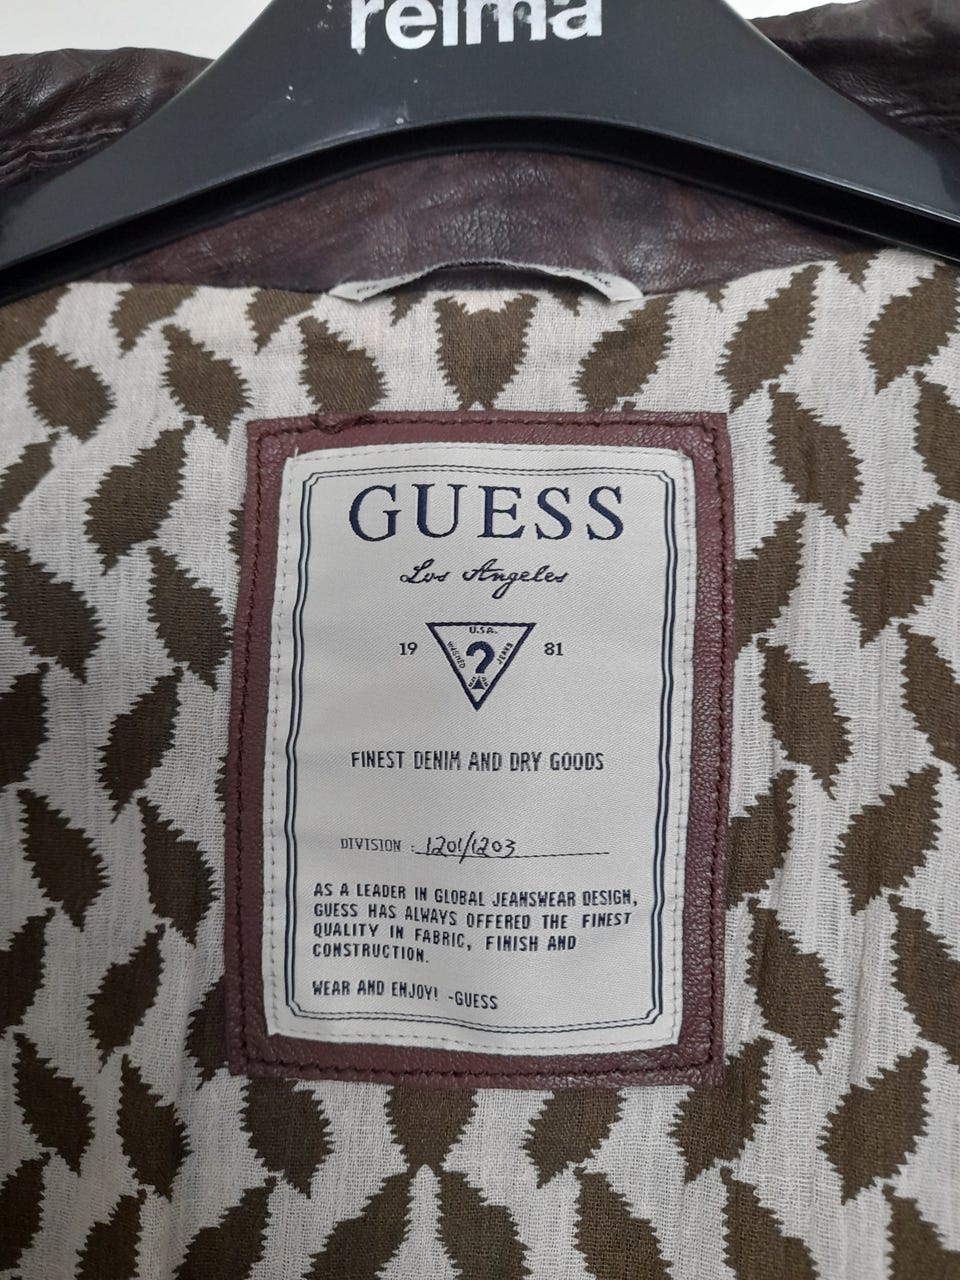 reima
GUESS
Los Angeles
U.S.A.
19 ? 81
JEANS
FINEST DENIM AND DRY GOODS
DIVISION : 1201/1203
AS A LEADER IN GLOBAL JEANSWEAR DESIGN,
GUESS HAS ALWAYS OFFERED THE FINEST
QUALITY IN FABRIC, FINISH AND
CONSTRUCTION.
WEAR AND ENJOY! -GUESS